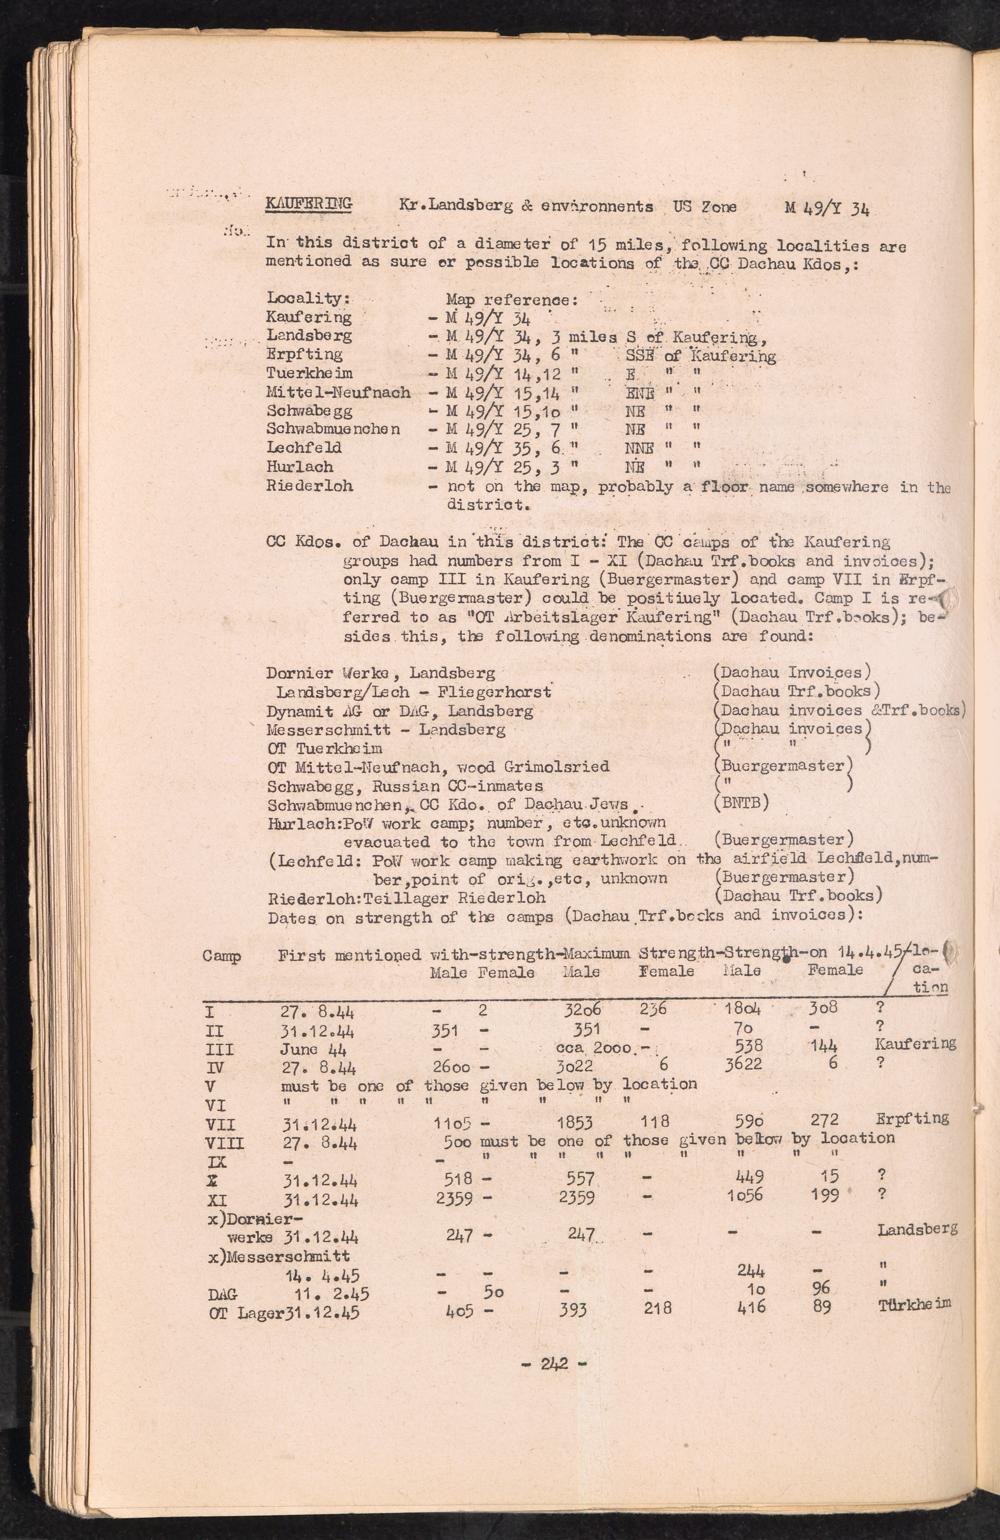 KAUFERING Kr.Landsberg & envàronnents US Zone M 49/Y 34
In this district of a diameter of 15 miles, following localities are
mentioned as sure or possible locations of the CC Dachau Kdos,:
Locality: Map reference:
Kaufering - M 49/Y 34
Landsberg - M 49/Y 34, 3 miles S of Kaufering,
Erpfting - M 49/Y 34, 6 " SSE of Kaufering
Tuerkheim - M 49/Y 14,12 " E " "
Mittel-Neufnach - M 49/Y 15,14 " ENE " "
Schwabegg - M 49/Y 15,1o " NE " "
Schwabmuenchen - M 49/Y 25, 7 " NE " "
Lechfeld - M 49/Y 35, 6 " NNE " "
Hurlach - M 49/Y 25, 3 " NE " "
Riederloh - not on the map, probably a floor name somewhere in the
district.
CC Kdos. of Dachau in this district: The CC camps of the Kaufering
groups had numbers from I - XI (Dachau Trf.books and invoices);
only camp III in Kaufering (Buergermaster) and camp VII in Erpf-
ting (Buergermaster) could be positiuely located. Camp I is re-
ferred to as "OT Arbeitslager Kaufering" (Dachau Trf.books); be-
sides this, the following denominations are found:
Dornier Werke, Landsberg (Dachau Invoices)
Landsberg/Lech - Fliegerhorst (Dachau Trf.books)
Dynamit AG or DAG, Landsberg (Dachau invoices &Trf.books)
Messerschmitt - Landsberg (Dachau invoices)
OT Tuerkheim (" " )
OT Mittel-Neufnach, wood Grimolsried (Buergermaster)
Schwabegg, Russian CC-inmates (" )
Schwabmuenchen, CC Kdo. of Dachau Jews (BNTB)
Hurlach:PoW work camp; number, etc.unknown
evacuated to the town from Lechfeld (Buergermaster)
(Lechfeld: PoW work camp making earthwork on the airfield Lechfield,num-
ber,point of orig.,etc, unknown (Buergermaster)
Riederloh:Teillager Riederloh (Dachau Trf.books)
Dates on strength of the camps (Dachau Trf.books and invoices):
Camp First mentioned with-strength-Maximum Strength-Strength-on 14.4.45/lo-
Male Female Male Female Male Female / ca-
tion
I 27. 8.44 - 2 32o6 236 18o4 3o8 ?
II 31.12.44 351 - 351 - 7o - ?
III June 44 - - cca 2ooo - 538 144 Kaufering
IV 27. 8.44 26oo - 3o22 6 3622 6 ?
V must be one of those given below by location
VI " " " " " " " " "
VII 31.12.44 11o5 - 1853 118 59o 272 Erpfting
VIII 27. 8.44 5oo must be one of those given below by location
IX - - " " " " " " " " "
X 31.12.44 518 - 557 - 449 15 ?
XI 31.12.44 2359 - 2359 - 1o56 199 ?
x)Dornier-
werke 31.12.44 247 - 247 - - - Landsberg
x)Messerschmitt
14. 4.45 - - - - 244 - "
DAG 11. 2.45 - 5o - - 1o 96 "
OT Lager31.12.45 4o5 - 393 218 416 89 Türkheim
- 242 -